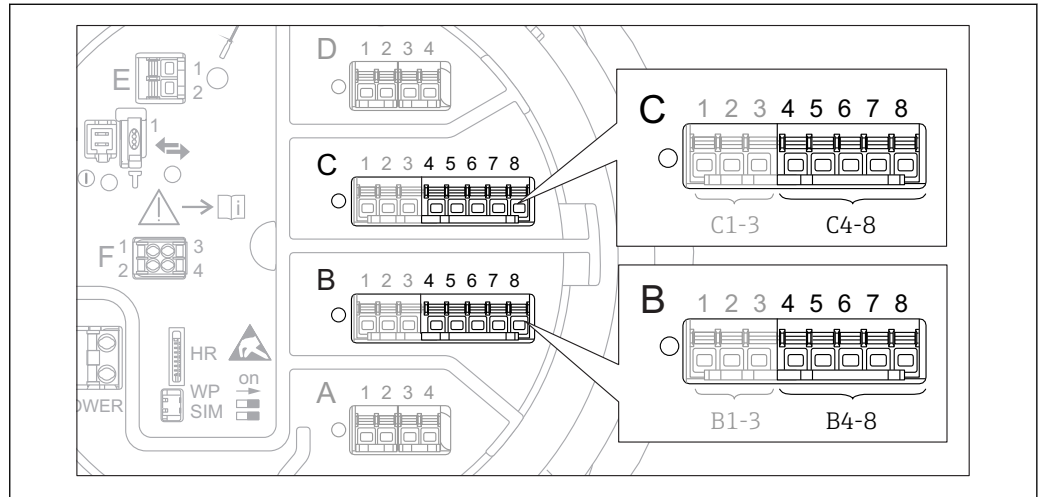 D 1 2 3 4
E 1
2
1
C 1 2 3 4 5 6 7 8
i
F 1 2 3 4
B 1 2 3 4 5 6 7 8
HR
WP
SIM
on
OWER
A 1 2 3 4
C 1 2 3 4 5 6 7 8
C1-3 C4-8
B 1 2 3 4 5 6 7 8
B1-3 B4-8